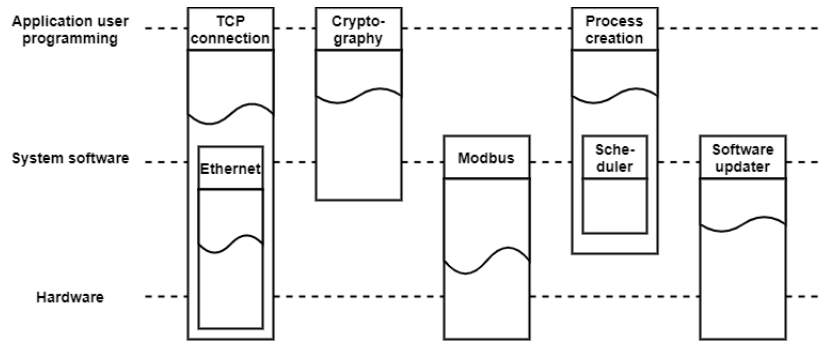 Application user
programming
TCP
connection
Crypto-
graphy
Process
creation
System software
Ethernet
Modbus
Sche-
duler
Software
updater
Hardware